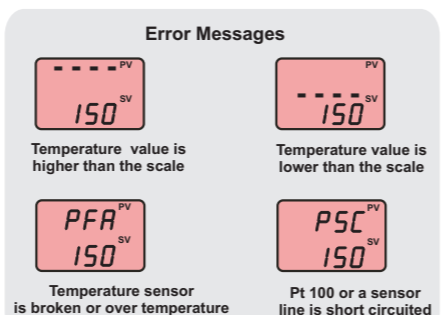 Error Messages
- - - - PV
SV
150
Temperature value is
higher than the scale
PV
- - - - SV
150
Temperature value is
lower than the scale
PFA PV
SV
150
Temperature sensor
is broken or over temperature
PSC PV
SV
150
Pt 100 or a sensor
line is short circuited